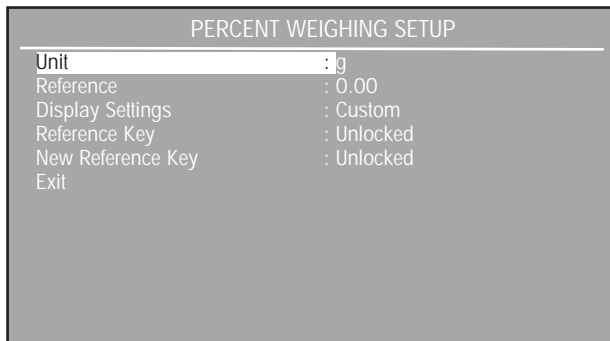 PERCENT WEIGHING SETUP
Unit : g
Reference : 0.00
Display Settings : Custom
Reference Key : Unlocked
New Reference Key : Unlocked
Exit